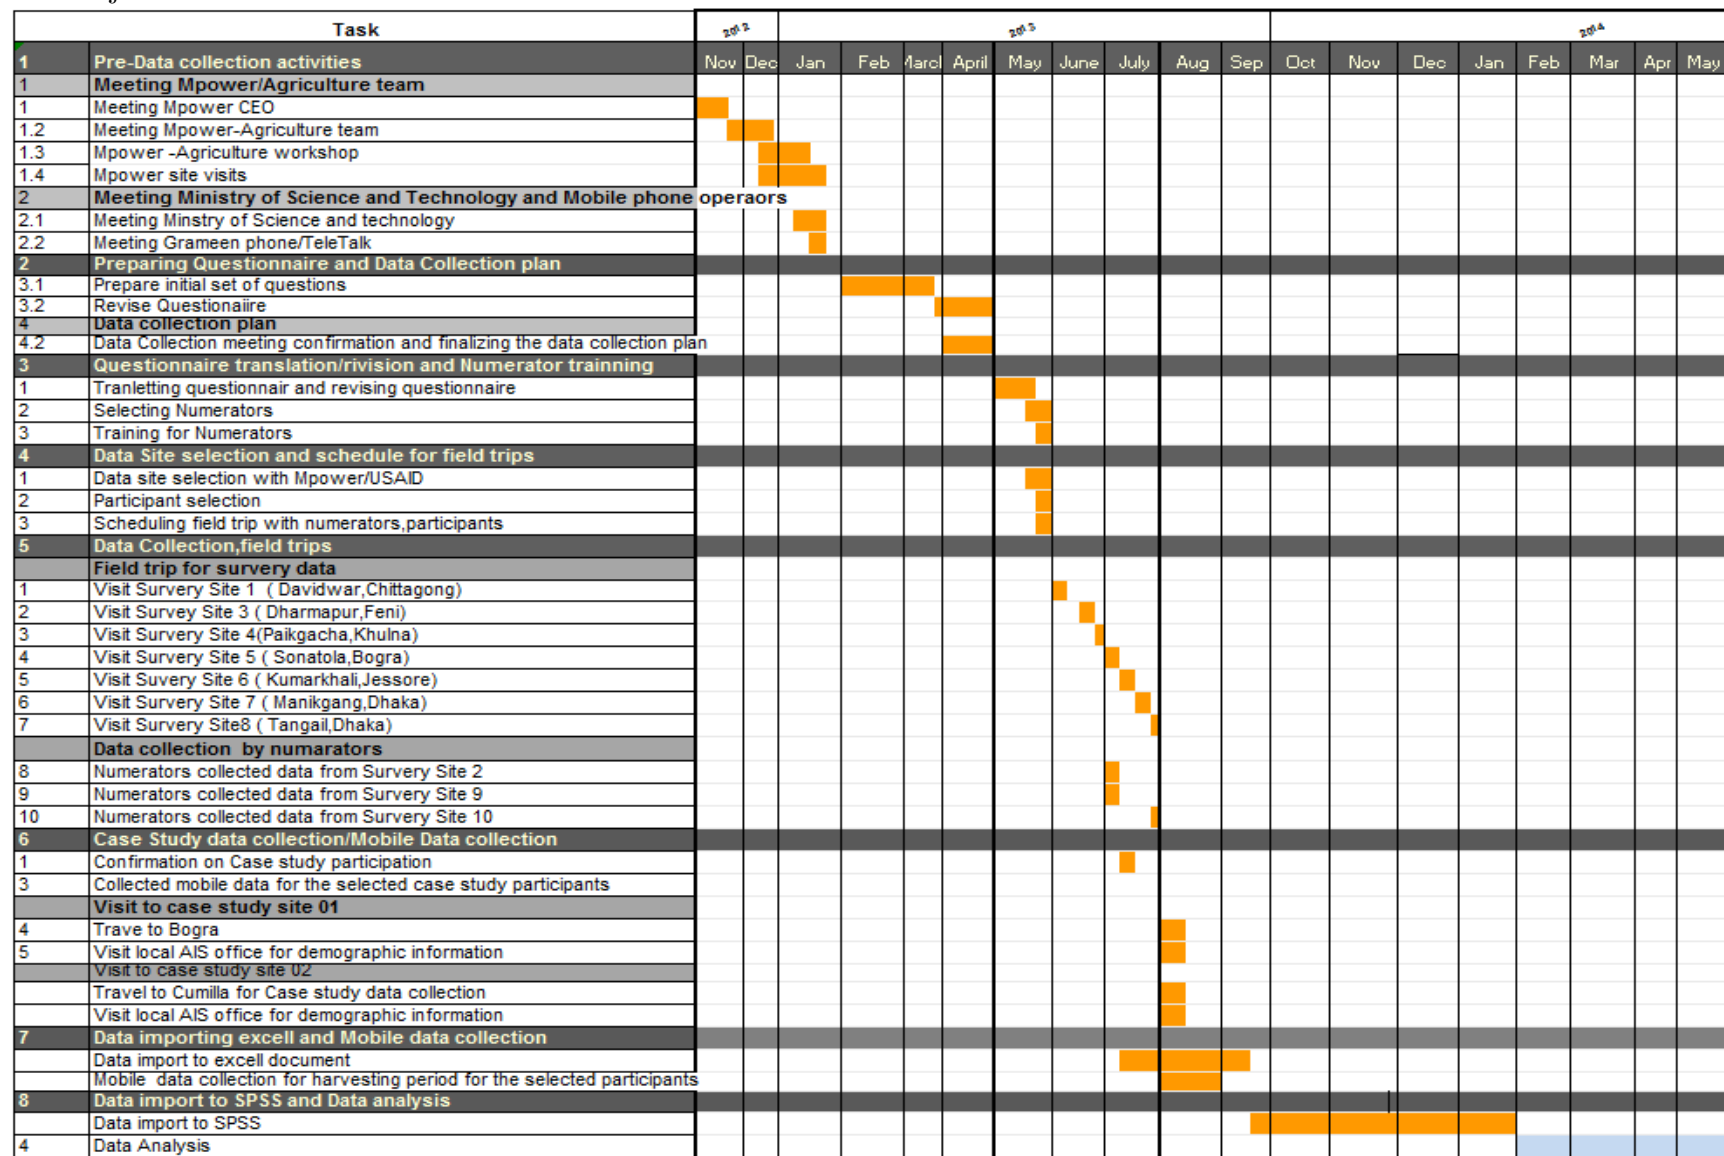 Task 2012 2013 2014
1 Pre-Data collection activities Nov Dec Jan Feb March April May June July Aug Sep Oct Nov Dec Jan Feb Mar Apr May
1 Meeting Mpower/Agriculture team
1 Meeting Mpower CEO
1.2 Meeting Mpower-Agriculture team
1.3 Mpower -Agriculture workshop
1.4 Mpower site visits
2 Meeting Ministry of Science and Technology and Mobile phone operaors
2.1 Meeting Minstry of Science and technology
2.2 Meeting Grameen phone/TeleTalk
2 Preparing Questionnaire and Data Collection plan
3.1 Prepare initial set of questions
3.2 Revise Questionaiire
4 Data collection plan
4.2 Data Collection meeting confirmation and finalizing the data collection plan
3 Questionnaire translation/rivision and Numerator trainning
1 Tranletting questionnair and revising questionnaire
2 Selecting Numerators
3 Training for Numerators
4 Data Site selection and schedule for field trips
1 Data site selection with Mpower/USAID
2 Participant selection
3 Scheduling field trip with numerators,participants
5 Data Collection,field trips
Field trip for survery data
1 Visit Survery Site 1 ( Davidwar,Chittagong)
2 Visit Survey Site 3 ( Dharmapur,Feni)
3 Visit Survery Site 4(Paikgacha,Khulna)
4 Visit Survery Site 5 ( Sonatola,Bogra)
5 Visit Suvery Site 6 ( Kumarkhali,Jessore)
6 Visit Survery Site 7 ( Manikgang,Dhaka)
7 Visit Survery Site8 ( Tangail,Dhaka)
Data collection by numarators
8 Numerators collected data from Survery Site 2
9 Numerators collected data from Survery Site 9
10 Numerators collected data from Survery Site 10
6 Case Study data collection/Mobile Data collection
1 Confirmation on Case study participation
3 Collected mobile data for the selected case study participants
Visit to case study site 01
4 Trave to Bogra
5 Visit local AIS office for demographic information
Visit to case study site 02
Travel to Cumilla for Case study data collection
Visit local AIS office for demographic information
7 Data importing excell and Mobile data collection
Data import to excell document
Mobile data collection for harvesting period for the selected participants
8 Data import to SPSS and Data analysis
Data import to SPSS
4 Data Analysis